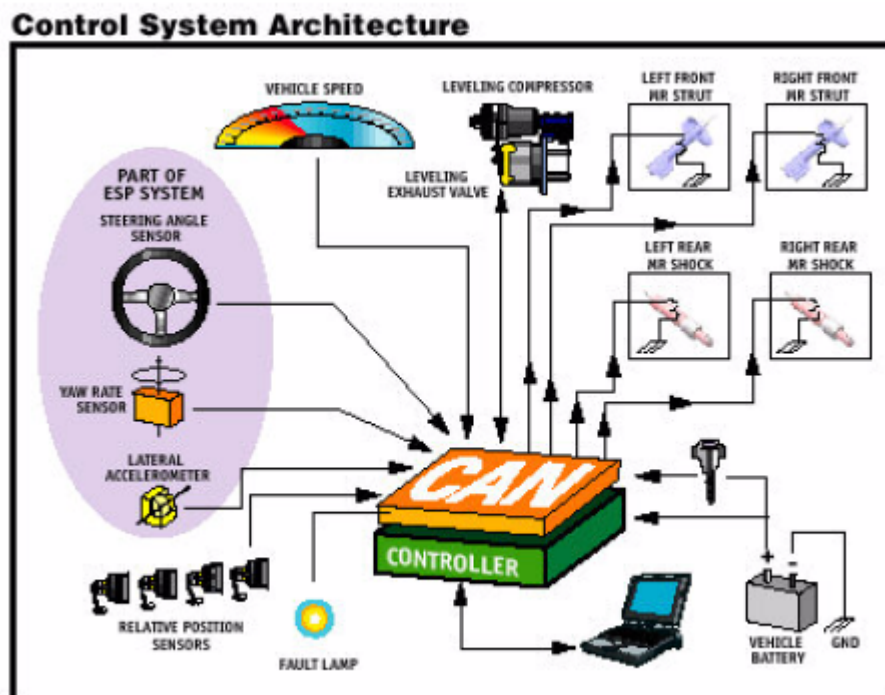 Control System Architecture
VEHICLE SPEED
LEVELING COMPRESSOR
LEFT FRONT
MR STRUT
RIGHT FRONT
MR STRUT
PART OF
ESP SYSTEM
LEVELING
EXHAUST VALVE
STEERING ANGLE
SENSOR
LEFT REAR
MR SHOCK
RIGHT REAR
MR SHOCK
YAW RATE
SENSOR
LATERAL
ACCELEROMETER
CAN
CONTROLLER
+
-
RELATIVE POSITION
SENSORS
FAULT LAMP
VEHICLE
BATTERY
GND